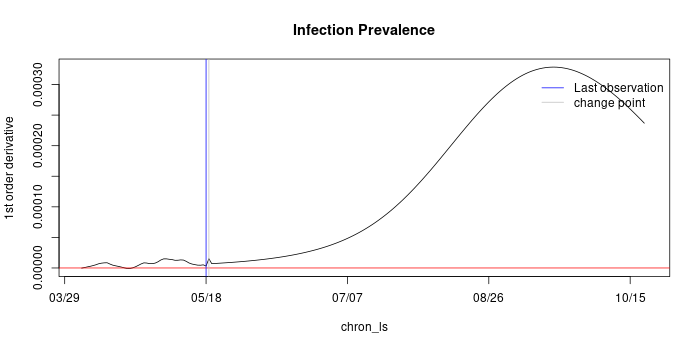 Infection Prevalence
1st order derivative
0.00030
0.00020
0.00010
0.00000
Last observation
change point
03/29 05/18 07/07 08/26 10/15
chron_ls